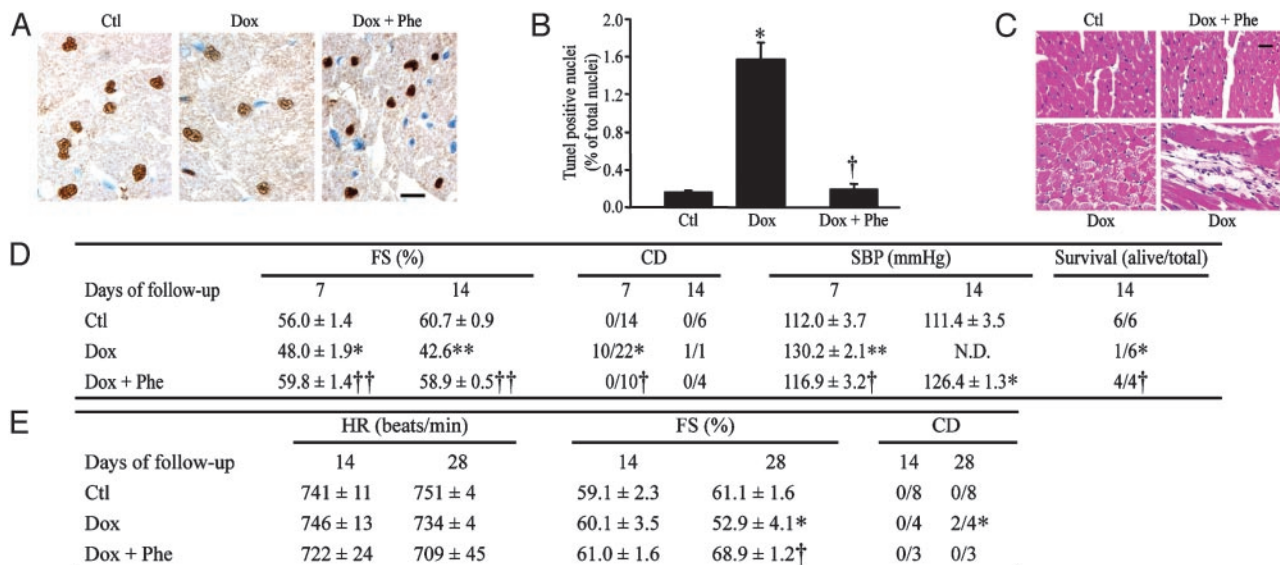 A
Ctl Dox Dox + Phe
B
Tunel positive nuclei
(% of total nuclei)
2.0
1.6
1.2
0.8
0.4
0.0
*
†
Ctl Dox Dox + Phe
C
Ctl Dox + Phe
Dox Dox
D
FS (%) CD SBP (mmHg) Survival (alive/total)
Days of follow-up 7 14 7 14 7 14 14
Ctl 56.0 ± 1.4 60.7 ± 0.9 0/14 0/6 112.0 ± 3.7 111.4 ± 3.5 6/6
Dox 48.0 ± 1.9* 42.6** 10/22* 1/1 130.2 ± 2.1** N.D. 1/6*
Dox + Phe 59.8 ± 1.4†† 58.9 ± 0.5†† 0/10† 0/4 116.9 ± 3.2† 126.4 ± 1.3* 4/4†
E
HR (beats/min) FS (%) CD
Days of follow-up 14 28 14 28 14 28
Ctl 741 ± 11 751 ± 4 59.1 ± 2.3 61.1 ± 1.6 0/8 0/8
Dox 746 ± 13 734 ± 4 60.1 ± 3.5 52.9 ± 4.1* 0/4 2/4*
Dox + Phe 722 ± 24 709 ± 45 61.0 ± 1.6 68.9 ± 1.2† 0/3 0/3